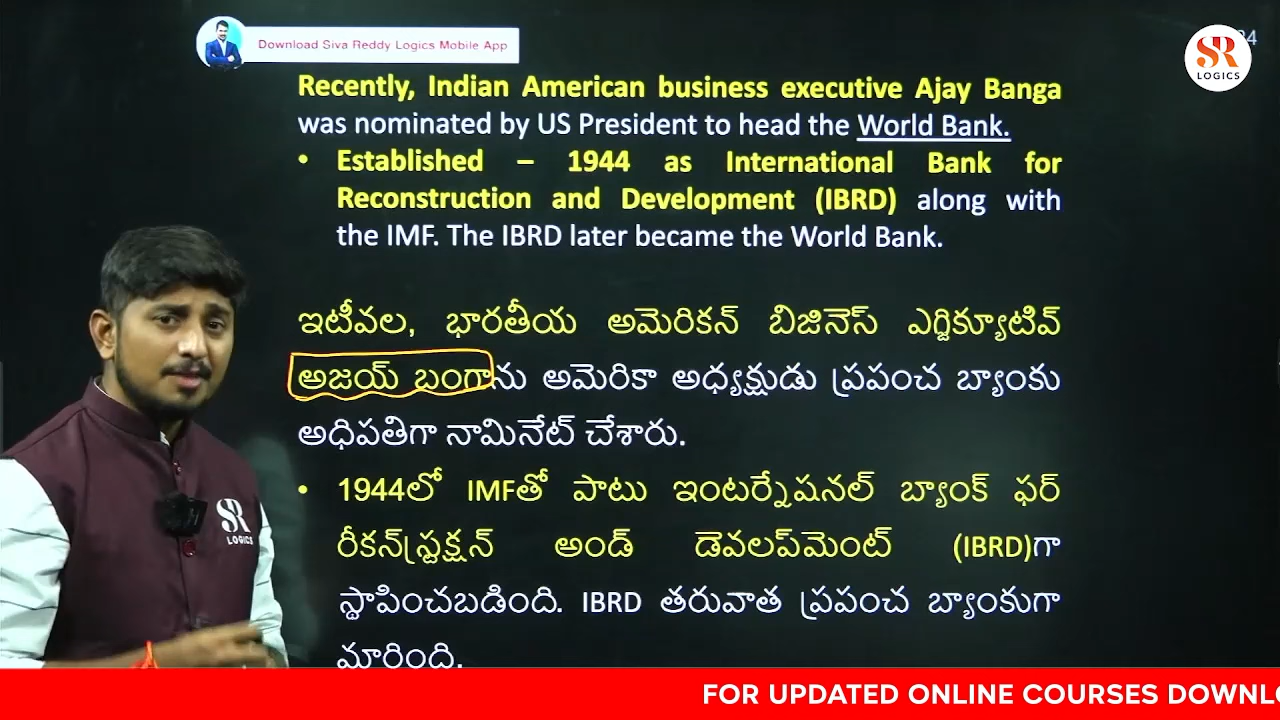 Download Siva Reddy Logics Mobile App
SR
LOGICS
Recently, Indian American business executive Ajay Banga
was nominated by US President to head the World Bank.
• Established – 1944 as International Bank for
Reconstruction and Development (IBRD) along with
the IMF. The IBRD later became the World Bank.
ఇటీవల, భారతీయ అమెరికన్ బిజినెస్ ఎగ్జిక్యూటివ్
అజయ్ బంగాను అమెరికా అధ్యక్షుడు ప్రపంచ బ్యాంకు
అధిపతిగా నామినేట్ చేశారు.
• 1944లో IMFతో పాటు ఇంటర్నేషనల్ బ్యాంక్ ఫర్
రీకన్‌స్ట్రక్షన్ అండ్ డెవలప్‌మెంట్ (IBRD)గా
స్థాపించబడింది. IBRD తరువాత ప్రపంచ బ్యాంకుగా
మారింది.
SR
LOGICS
FOR UPDATED ONLINE COURSES DOWNL